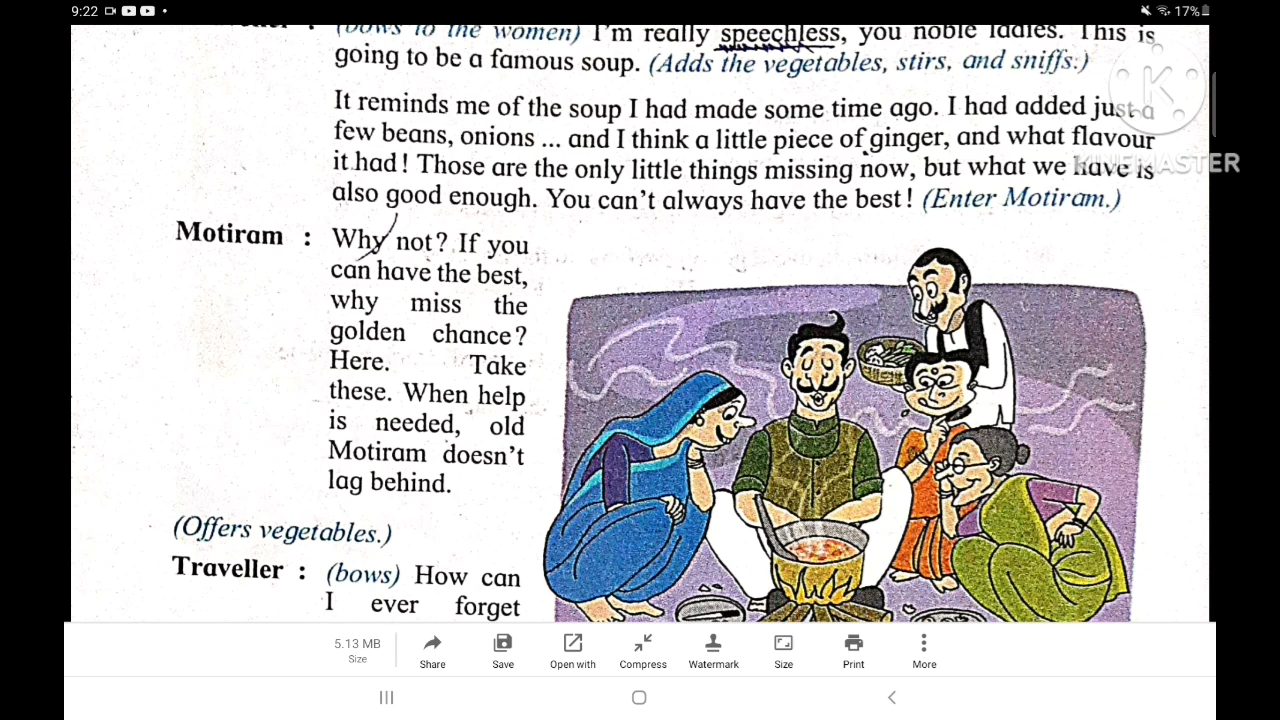 9:22
17%
(bows to the women) I'm really speechless, you noble ladies. This is
going to be a famous soup. (Adds the vegetables, stirs, and sniffs.)
It reminds me of the soup I had made some time ago. I had added just a
few beans, onions ... and I think a little piece of ginger, and what flavour
it had! Those are the only little things missing now, but what we have is
also good enough. You can't always have the best! (Enter Motiram.)
KINEMASTER
Motiram : Why not? If you
can have the best,
why miss the
golden chance?
Here. Take
these. When help
is needed, old
Motiram doesn't
lag behind.
(Offers vegetables.)
Traveller : (bows) How can
I ever forget
5.13 MB
Size
Share
Save
Open with
Compress
Watermark
Size
Print
More